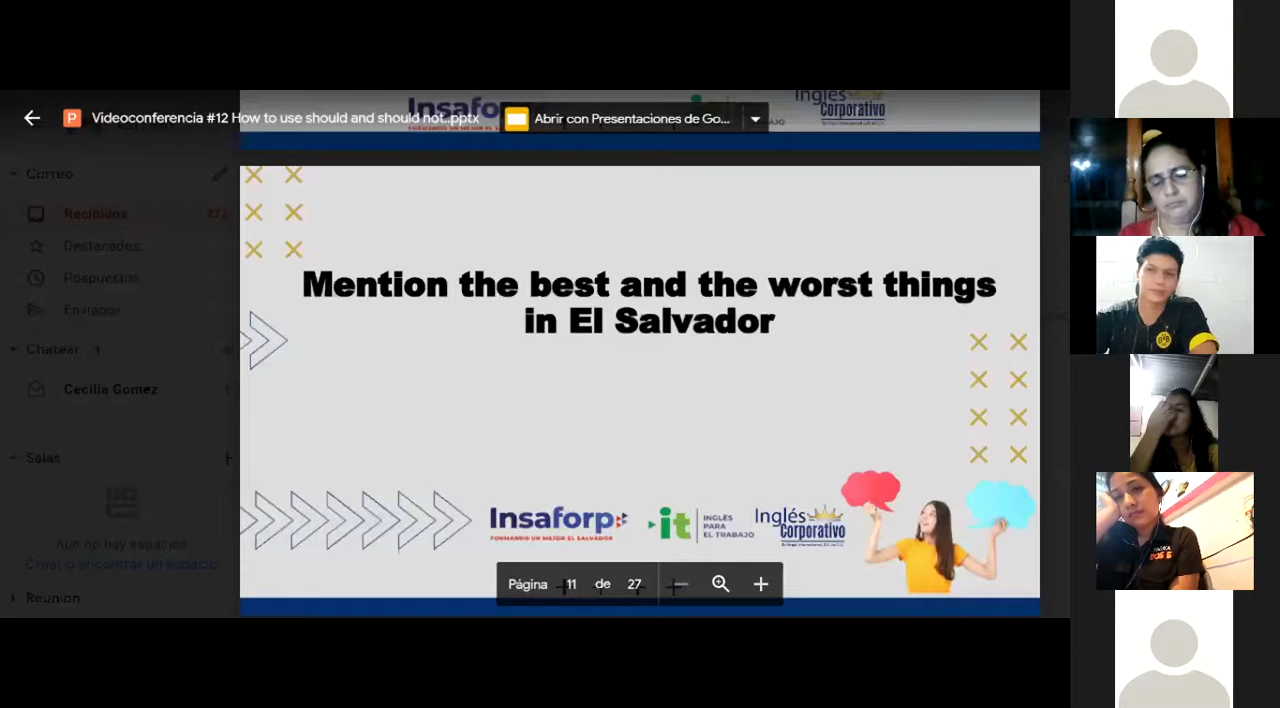 Insaforp
Inglés
Corporativo
Videoconferencia #12 How to use should and should not..pptx
Abrir con Presentaciones de Go...
Correo
Recibidos 272
Destacados
Pospuestos
Enviados
Chatear
Cecilia Gomez
Salas
Aún no hay espacios
Crear o encontrar un espacio
Reunión
Mention the best and the worst things
in El Salvador
Insaforp
FORMANDO UN MEJOR EL SALVADOR
it
INGLÉS
PARA
EL TRABAJO
Inglés
Corporativo
Página 11 de 27